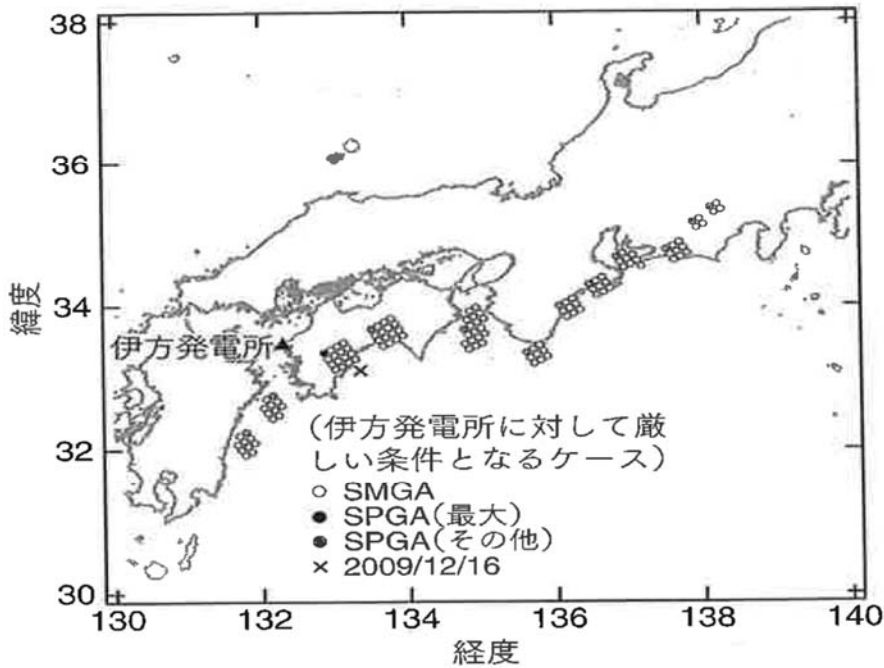 38
36
34
32
30
緯度
伊方発電所
(伊方発電所に対して厳
しい条件となるケース)
SMGA
SPGA(最大)
SPGA(その他)
2009/12/16
130
132
134
136
138
140
経度